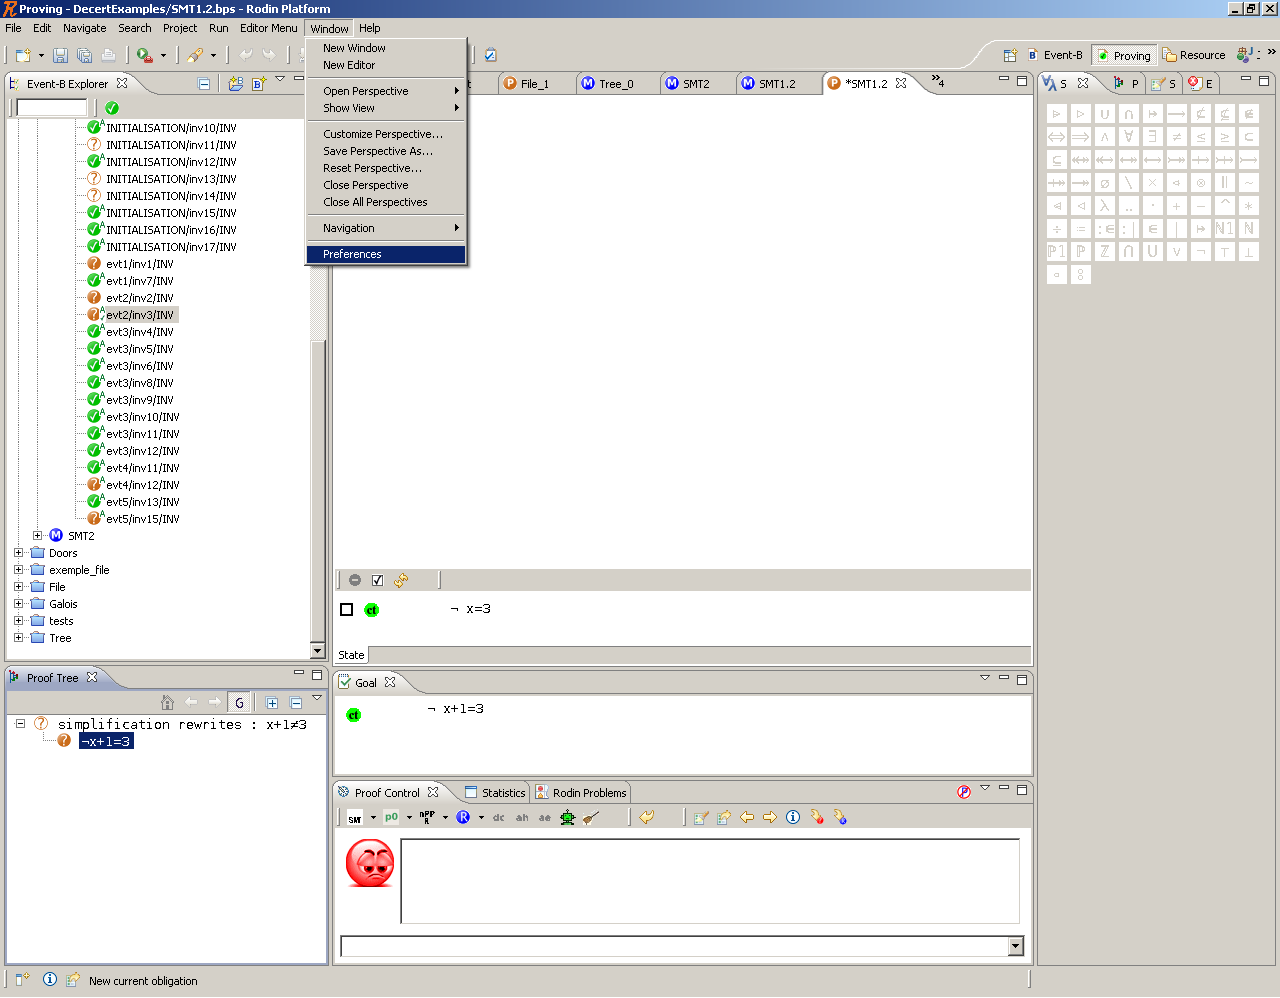 Proving - DecertExamples/SMT1.2.bps - Rodin Platform
File Edit Navigate Search Project Run Editor Menu Window Help
New Window
New Editor
Open Perspective
Show View
Customize Perspective...
Save Perspective As...
Reset Perspective...
Close Perspective
Close All Perspectives
Navigation
Preferences
Event-B Proving Resource
Event-B Explorer
t File_1 Tree_0 SMT2 SMT1.2 *SMT1.2 »4
S P S E
INITIALISATION/inv10/INV
INITIALISATION/inv11/INV
INITIALISATION/inv12/INV
INITIALISATION/inv13/INV
INITIALISATION/inv14/INV
INITIALISATION/inv15/INV
INITIALISATION/inv16/INV
INITIALISATION/inv17/INV
evt1/inv1/INV
evt1/inv7/INV
evt2/inv2/INV
evt2/inv3/INV
evt3/inv4/INV
evt3/inv5/INV
evt3/inv6/INV
evt3/inv8/INV
evt3/inv9/INV
evt3/inv10/INV
evt3/inv11/INV
evt3/inv12/INV
evt4/inv11/INV
evt4/inv12/INV
evt5/inv13/INV
evt5/inv15/INV
SMT2
Doors
exemple_file
File
Galois
tests
Tree
ct ¬ x=3
State
Proof Tree
G
simplification rewrites : x+1≠3
¬x+1=3
Goal
ct ¬ x+1=3
Proof Control Statistics Rodin Problems
SMT p0 nPP R R dc ah ae
New current obligation